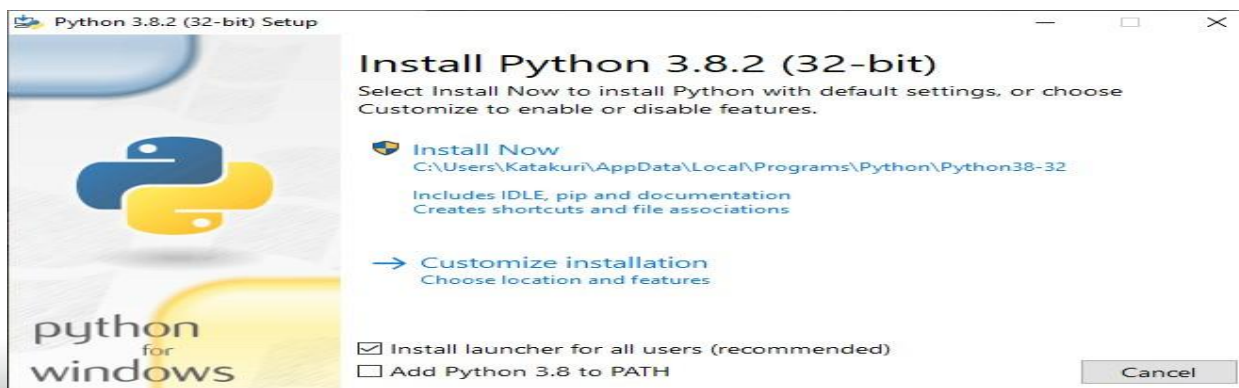 Python 3.8.2 (32-bit) Setup
Install Python 3.8.2 (32-bit)
Select Install Now to install Python with default settings, or choose
Customize to enable or disable features.
Install Now
C:\Users\Katakuri\AppData\Local\Programs\Python\Python38-32
Includes IDLE, pip and documentation
Creates shortcuts and file associations
Customize installation
Choose location and features
python
for
windows
Install launcher for all users (recommended)
Add Python 3.8 to PATH
Cancel